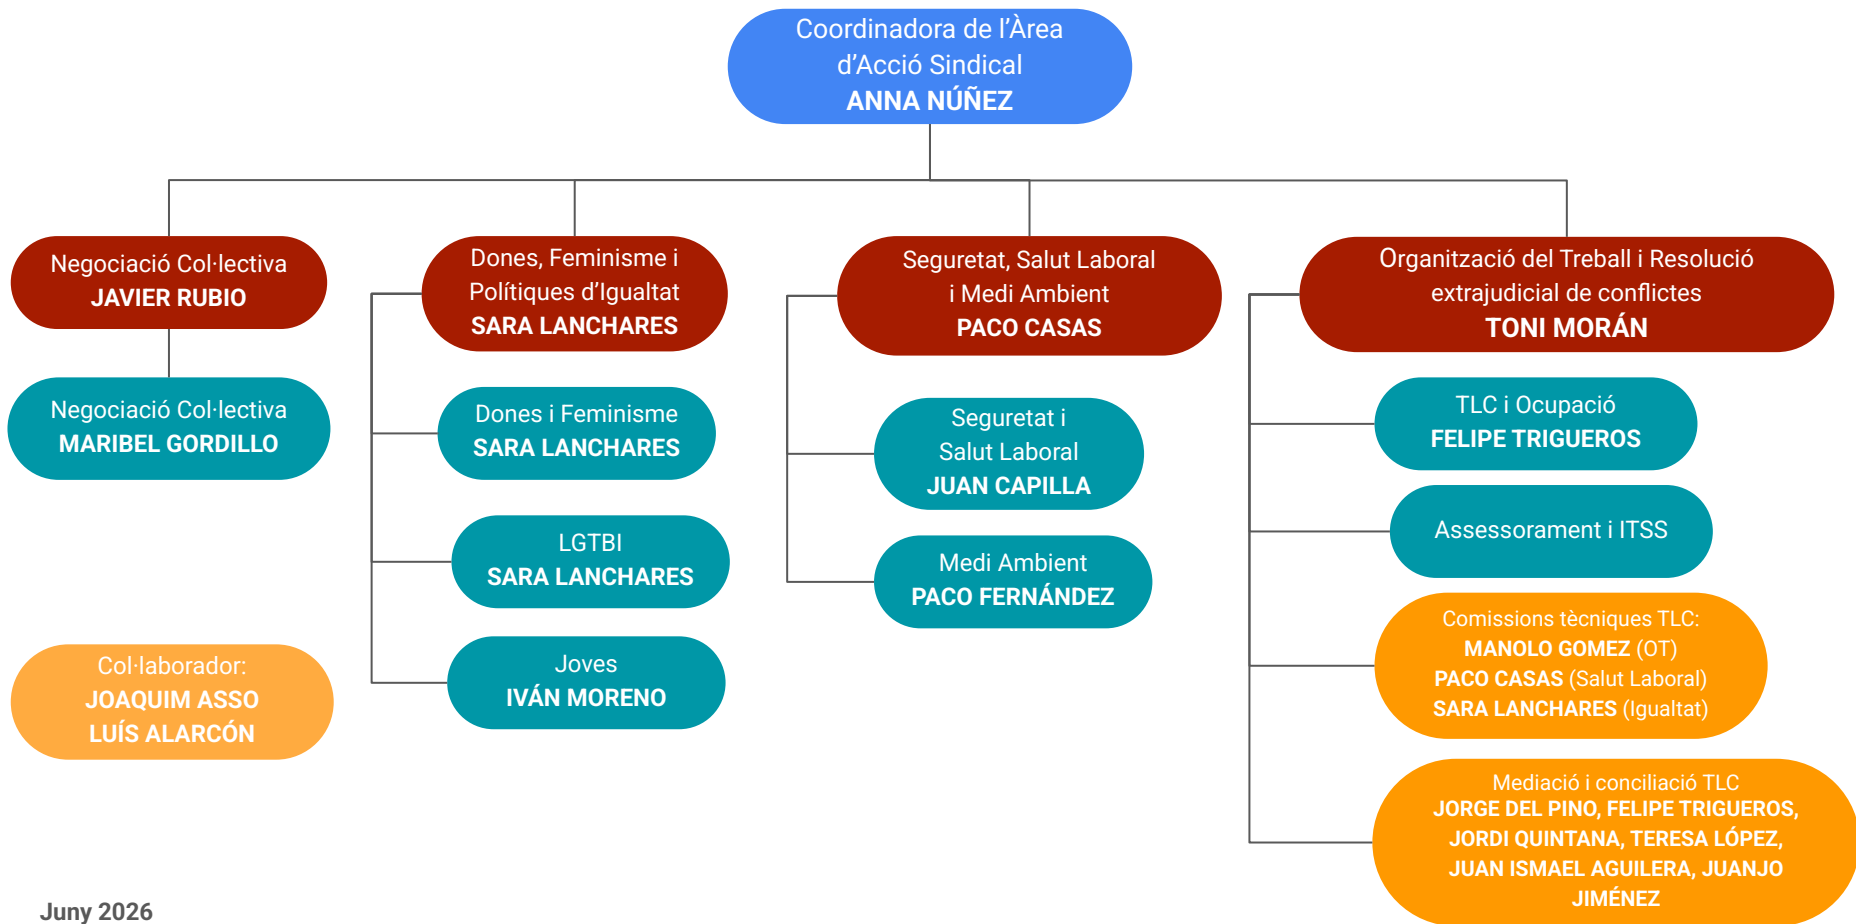 Coordinadora de l’Àrea
d’Acció Sindical
ANNA NÚÑEZ
Negociació Col·lectiva
JAVIER RUBIO
Negociació Col·lectiva
MARIBEL GORDILLO
Col·laborador:
JOAQUIM ASSO
LUÍS ALARCÓN
Dones, Feminisme i
Polítiques d’Igualtat
SARA LANCHARES
Dones i Feminisme
SARA LANCHARES
LGTBI
SARA LANCHARES
Joves
IVÁN MORENO
Seguretat, Salut Laboral
i Medi Ambient
PACO CASAS
Seguretat i
Salut Laboral
JUAN CAPILLA
Medi Ambient
PACO FERNÁNDEZ
Organització del Treball i Resolució
extrajudicial de conflictes
TONI MORÁN
TLC i Ocupació
FELIPE TRIGUEROS
Assessorament i ITSS
Comissions tècniques TLC:
MANOLO GOMEZ (OT)
PACO CASAS (Salut Laboral)
SARA LANCHARES (Igualtat)
Mediació i conciliació TLC
JORGE DEL PINO, FELIPE TRIGUEROS,
JORDI QUINTANA, TERESA LÓPEZ,
JUAN ISMAEL AGUILERA, JUANJO
JIMÉNEZ
Juny 2026